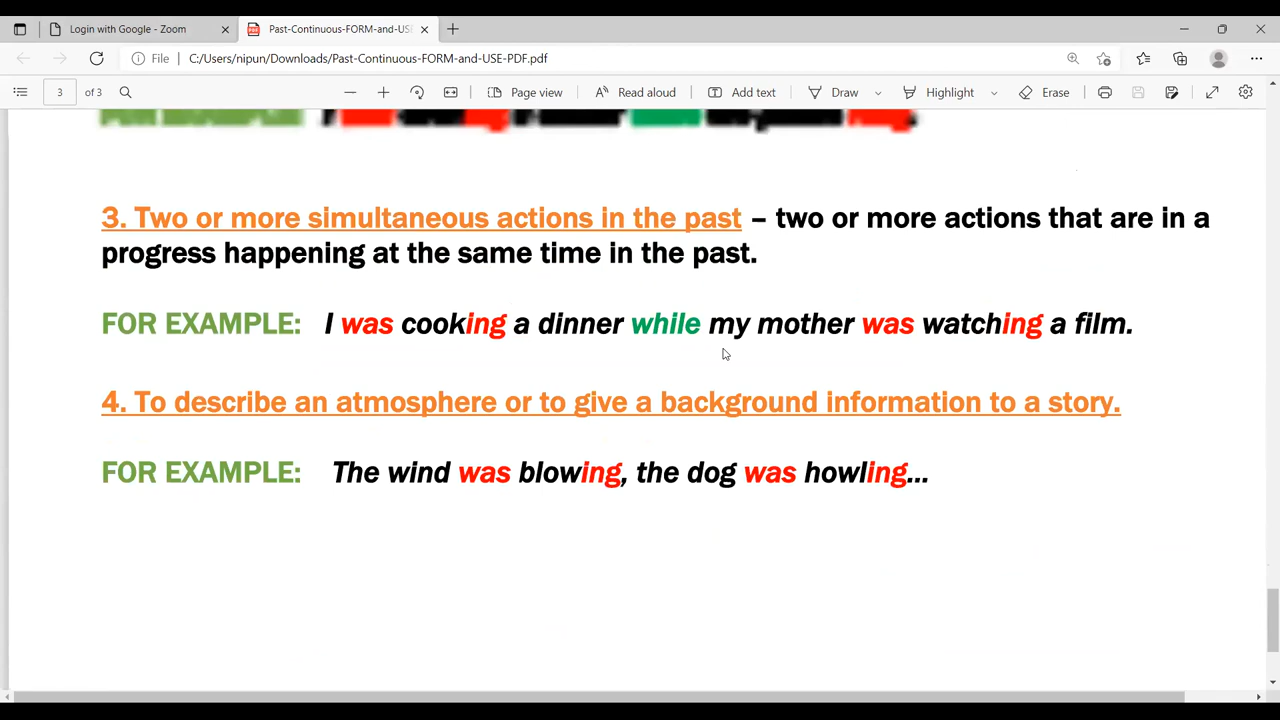 Login with Google - Zoom
Past-Continuous-FORM-and-US
File C:/Users/nipun/Downloads/Past-Continuous-FORM-and-USE-PDF.pdf
3 of 3 Page view Read aloud Add text Draw Highlight Erase
3. Two or more simultaneous actions in the past – two or more actions that are in a
progress happening at the same time in the past.
FOR EXAMPLE: I was cooking a dinner while my mother was watching a film.
4. To describe an atmosphere or to give a background information to a story.
FOR EXAMPLE: The wind was blowing, the dog was howling...